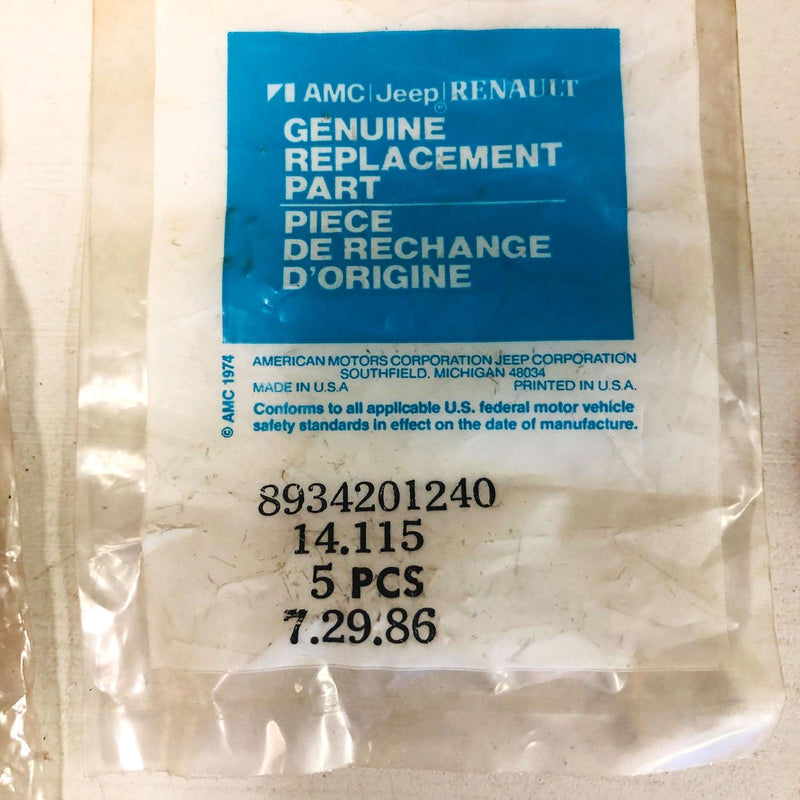 AMC|Jeep|RENAULT
®
GENUINE
REPLACEMENT
PART
PIECE
DE RECHANGE
D'ORIGINE
© AMC 1974
AMERICAN MOTORS CORPORATION JEEP CORPORATION
SOUTHFIELD, MICHIGAN 48034
MADE IN U.S.A PRINTED IN U.S.A.
Conforms to all applicable U.S. federal motor vehicle
safety standards in effect on the date of manufacture.
8934201240
14.115
5 PCS
7.29.86